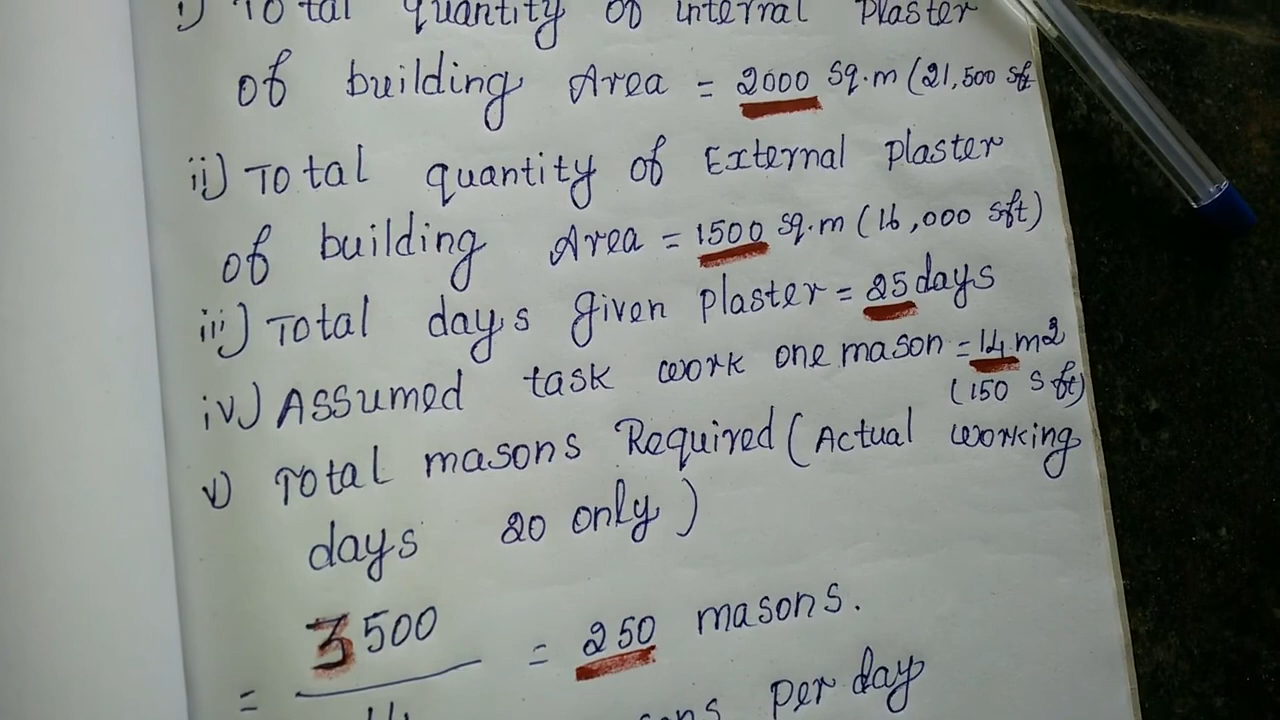 i) Total quantity of internal plaster
of building Area = 2000 sq.m (21,500 sft
ii) Total quantity of External plaster
of building Area = 1500 sq.m (16,000 sft)
iii) Total days given plaster = 25 days
iv) Assumed task work one mason = 14 m2
(150 sft)
v) Total masons Required (Actual working
days 20 only)
3500
= = 250 masons.
14
per day